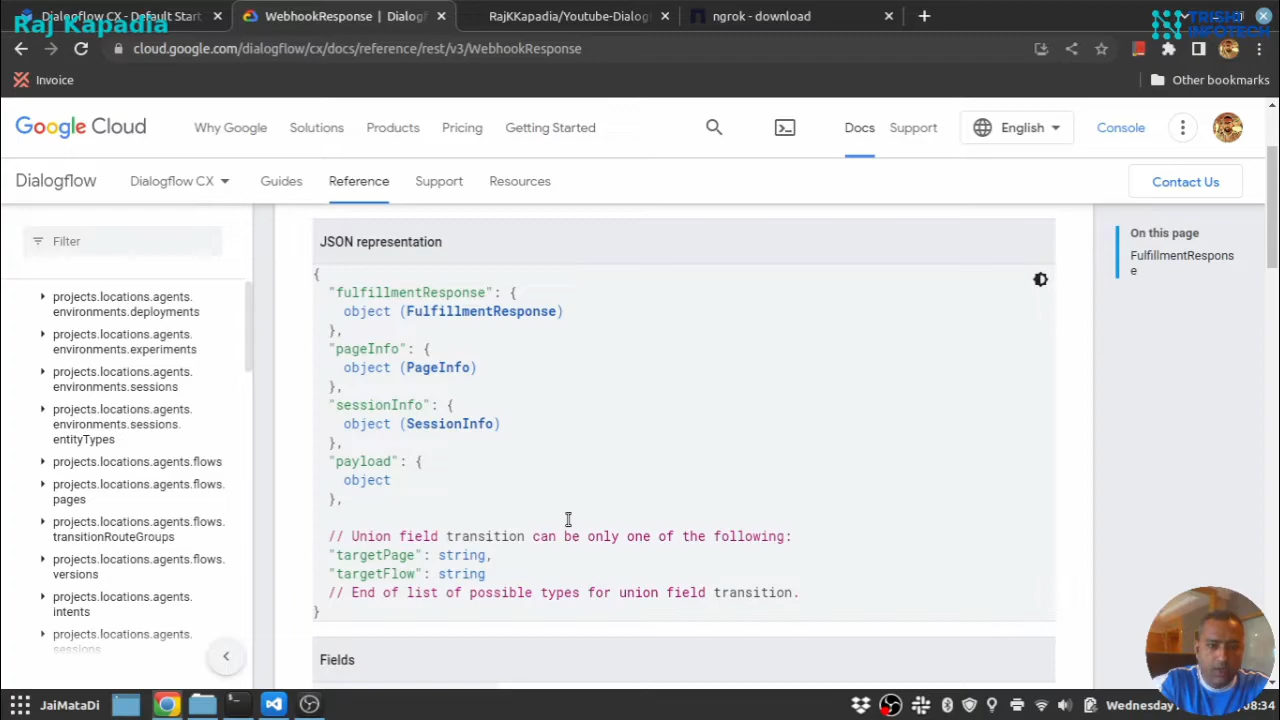 Dialogflow CX - Default Start
WebhookResponse | Dialogf
RajKKapadia/Youtube-Dialog
ngrok - download
Raj Kapadia
TRISHI
INFOTECH
cloud.google.com/dialogflow/cx/docs/reference/rest/v3/WebhookResponse
Invoice
Other bookmarks
Google Cloud
Why Google
Solutions
Products
Pricing
Getting Started
Docs
Support
English
Console
Dialogflow
Dialogflow CX
Guides
Reference
Support
Resources
Contact Us
Filter
projects.locations.agents.
environments.deployments
projects.locations.agents.
environments.experiments
projects.locations.agents.
environments.sessions
projects.locations.agents.
environments.sessions.
entityTypes
projects.locations.agents.flows
projects.locations.agents.flows.
pages
projects.locations.agents.flows.
transitionRouteGroups
projects.locations.agents.flows.
versions
projects.locations.agents.
intents
projects.locations.agents.
sessions
JSON representation
{
"fulfillmentResponse": {
object (FulfillmentResponse)
},
"pageInfo": {
object (PageInfo)
},
"sessionInfo": {
object (SessionInfo)
},
"payload": {
object
},
// Union field transition can be only one of the following:
"targetPage": string,
"targetFlow": string
// End of list of possible types for union field transition.
}
Fields
On this page
FulfillmentRespons
e
JaiMataDi
Wednesday
08:34